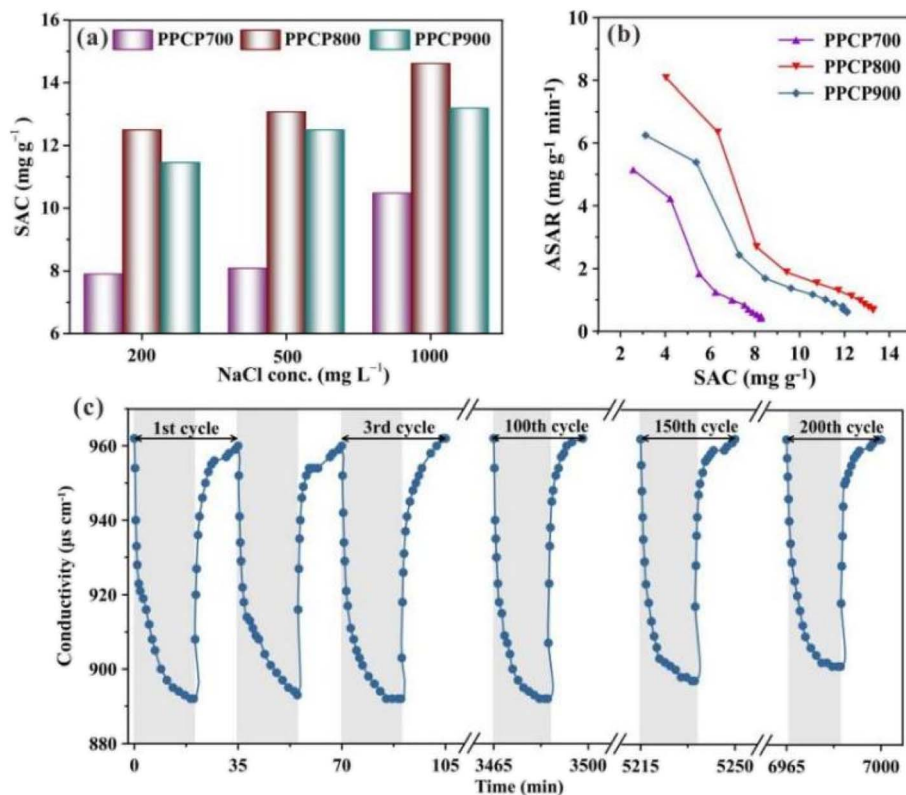 (a)
PPCP700 PPCP800 PPCP900
SAC (mg g⁻¹)
16
14
12
10
8
6
200 500 1000
NaCl conc. (mg L⁻¹)
(b)
PPCP700
PPCP800
PPCP900
ASAR (mg g⁻¹ min⁻¹)
10
8
6
4
2
0
2 4 6 8 10 12 14
SAC (mg g⁻¹)
(c)
1st cycle 3rd cycle 100th cycle 150th cycle 200th cycle
Conductivity (µs cm⁻¹)
960
940
920
900
880
0 35 70 105 3465 3500 5215 5250 6965 7000
Time (min)